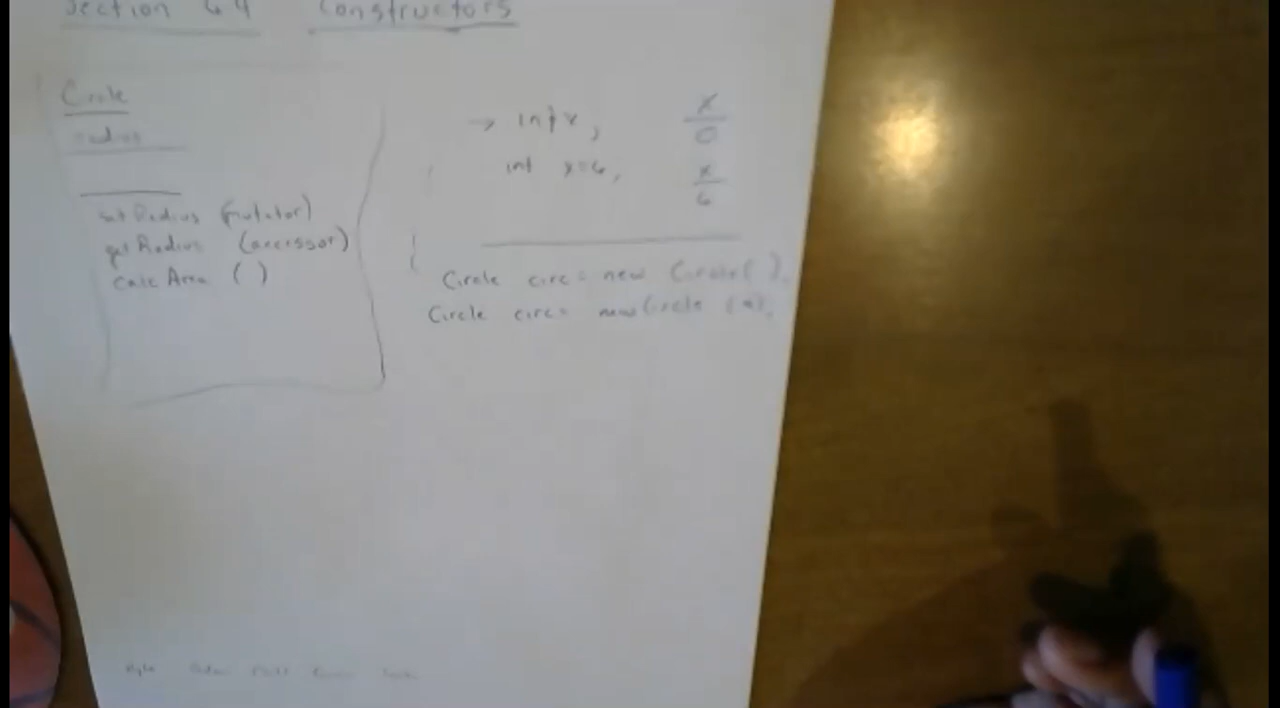 Section 6.4 Constructors
Circle
radius
setRadius (mutator)
getRadius (accessor)
calcArea ( )
→ int x;
x
0
int x=6;
x
6
Circle circ = new Circle( );
Circle circ = new Circle ( );
Kyle